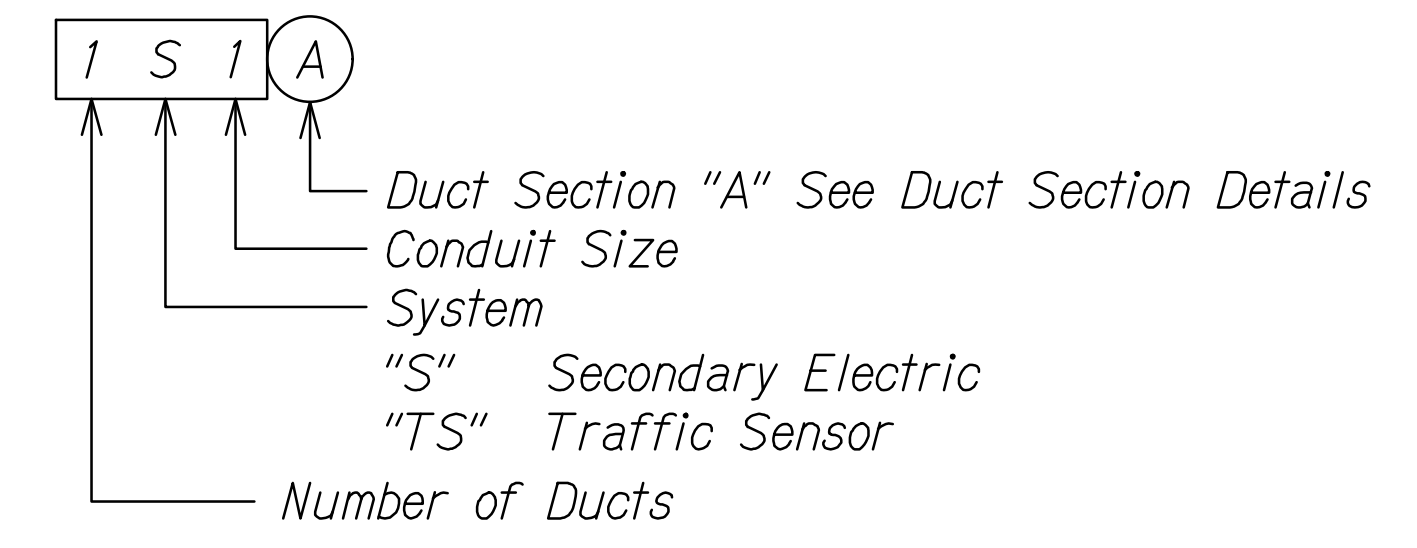 1 S 1 A
Duct Section "A" See Duct Section Details
Conduit Size
System
"S" Secondary Electric
"TS" Traffic Sensor
Number of Ducts